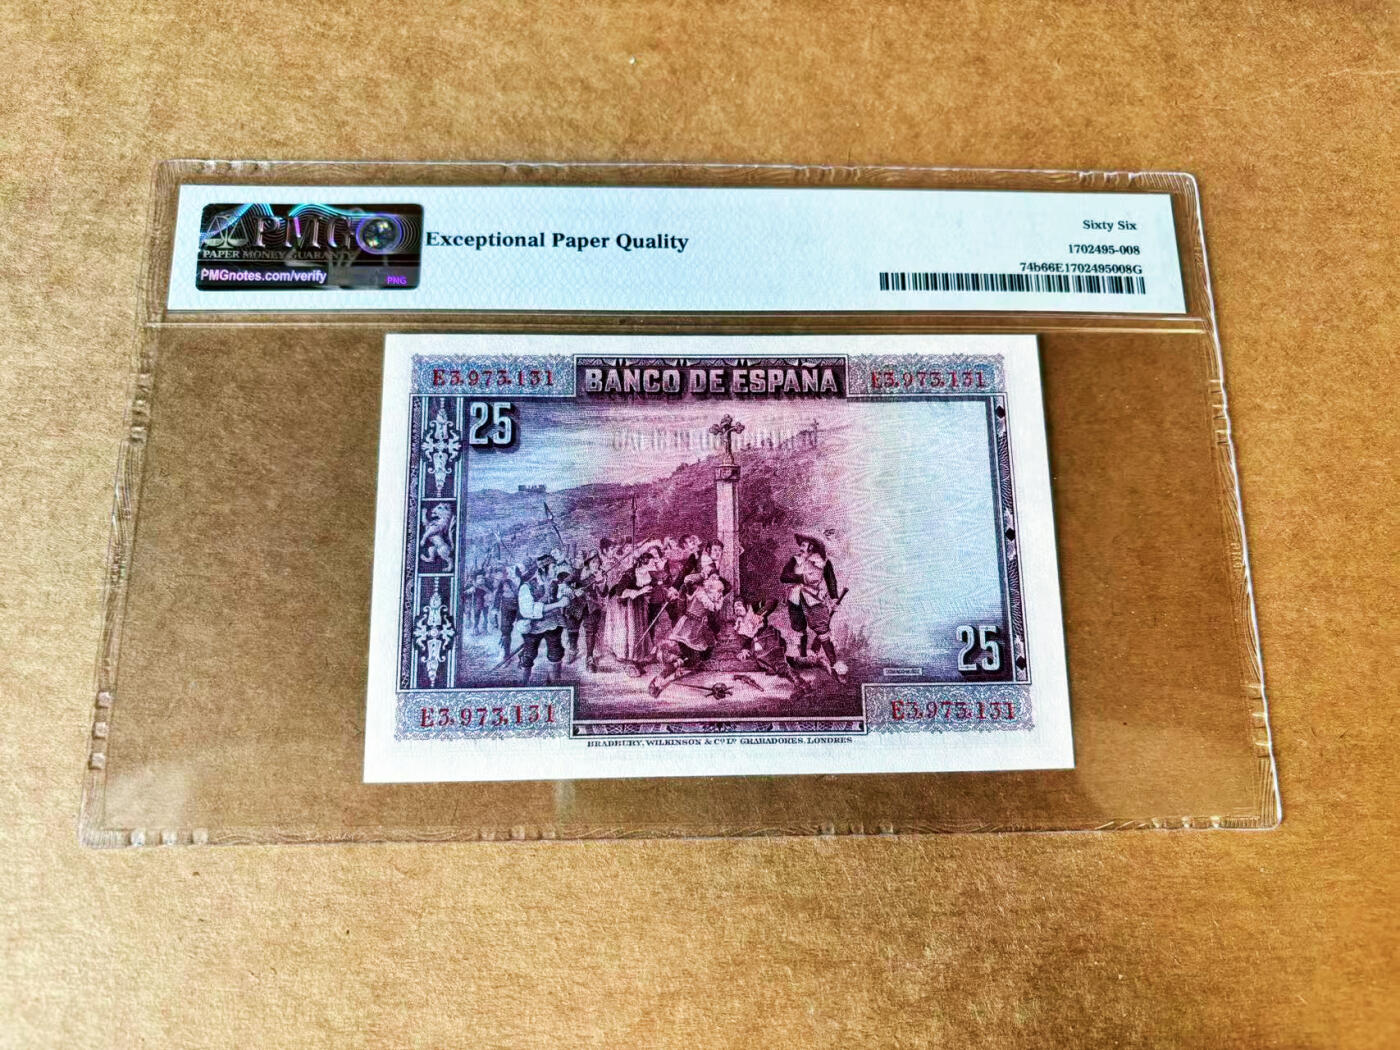 PMG
PAPER MONEY GUARANTY
PMGnotes.com/verify
PNG
Exceptional Paper Quality
Sixty Six
1702495-008
74b66E1702495008G
E3,973,131
BANCO DE ESPAÑA
E3,973,131
25
25
E3,973,131
E3,973,131
BRADBURY, WILKINSON & Cº Lᴰ GRABADORES. LONDRES